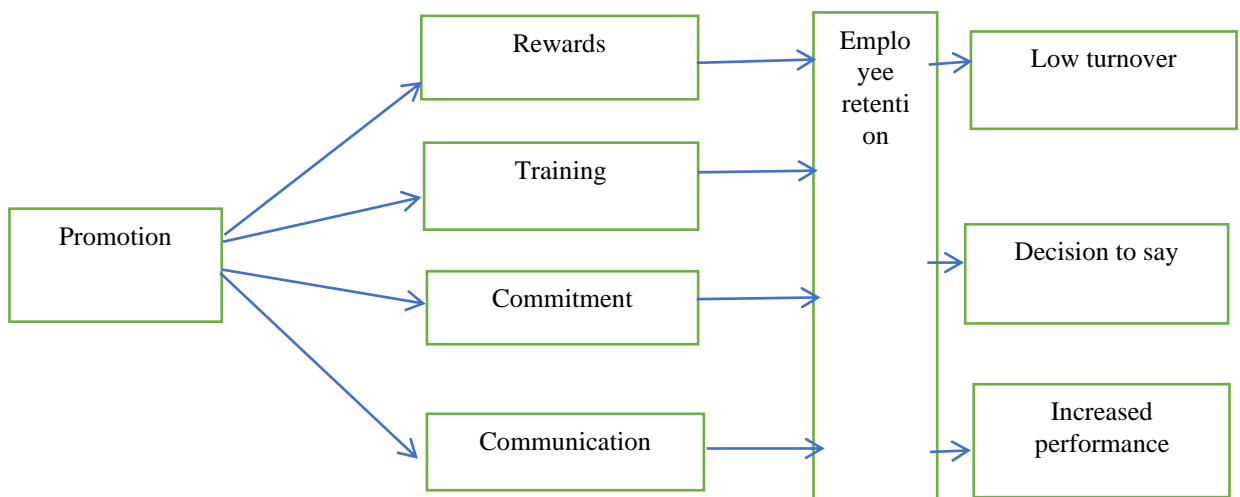 Promotion
Rewards
Training
Commitment
Communication
Emplo
yee
retenti
on
Low turnover
Decision to say
Increased
performance